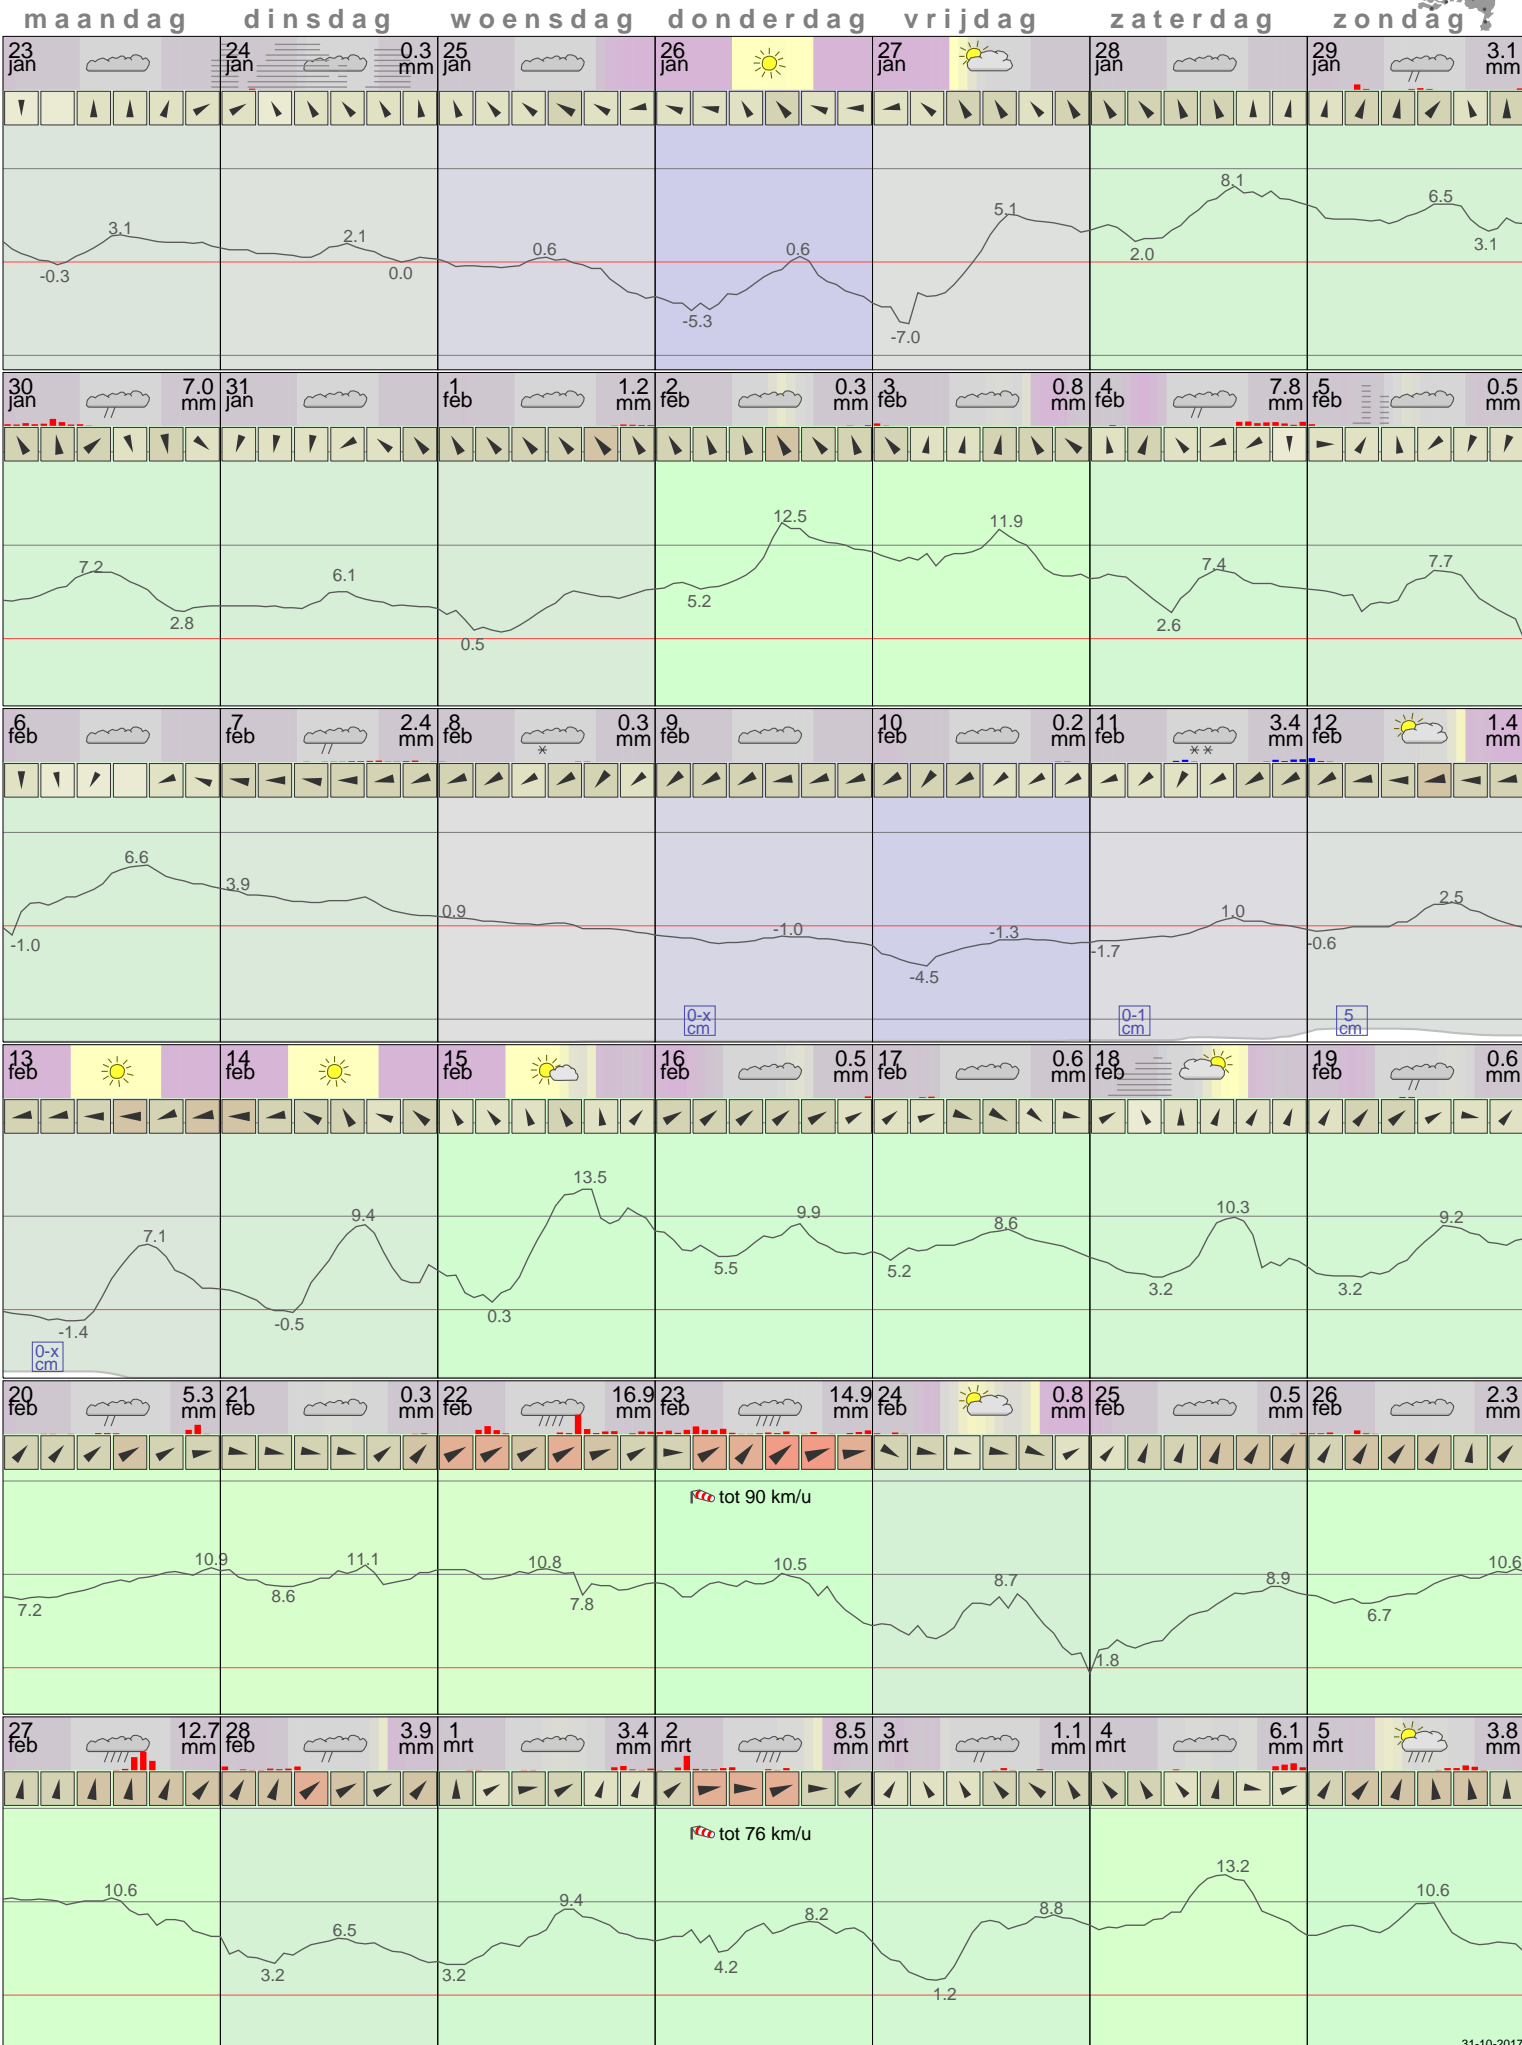 maandag dinsdag woensdag donderdag vrijdag zaterdag zondag
23 24 0.3 25 26 27 28 29 3.1
jan jan mm jan jan jan jan jan mm
3.1 2.1 0.6 0.6 5.1 8.1 6.5
-0.3 0.0 -5.3 -7.0 2.0 3.1
30 7.0 31 1 1.2 2 0.3 3 0.8 4 7.8 5 0.5
jan mm jan feb mm feb mm feb mm feb mm feb mm
7.2 6.1 12.5 11.9 7.4 7.7
2.8 0.5 5.2 2.6
6 7 2.4 8 0.3 9 10 0.2 11 3.4 12 1.4
feb feb mm feb mm feb feb mm feb mm feb mm
6.6 3.9 0.9 -1.0 -1.3 1.0 2.5
-1.0 -4.5 -1.7 -0.6
0-x 0-1 5
cm cm cm
13 14 15 16 0.5 17 0.6 18 19 0.6
feb feb feb feb mm feb mm feb feb mm
7.1 9.4 13.5 9.9 8.6 10.3 9.2
-1.4 -0.5 0.3 5.5 5.2 3.2 3.2
0-x
cm
20 5.3 21 0.3 22 16.9 23 14.9 24 0.8 25 0.5 26 2.3
feb mm feb mm feb mm feb mm feb mm feb mm feb mm
tot 90 km/u
10.9 11.1 10.8 10.5 8.7 8.9 10.6
7.2 8.6 7.8 1.8 6.7
27 12.7 28 3.9 1 3.4 2 8.5 3 1.1 4 6.1 5 3.8
feb mm feb mm mrt mm mrt mm mrt mm mrt mm mrt mm
tot 76 km/u
10.6 6.5 9.4 8.2 8.8 13.2 10.6
3.2 3.2 4.2 1.2
31-10-2017